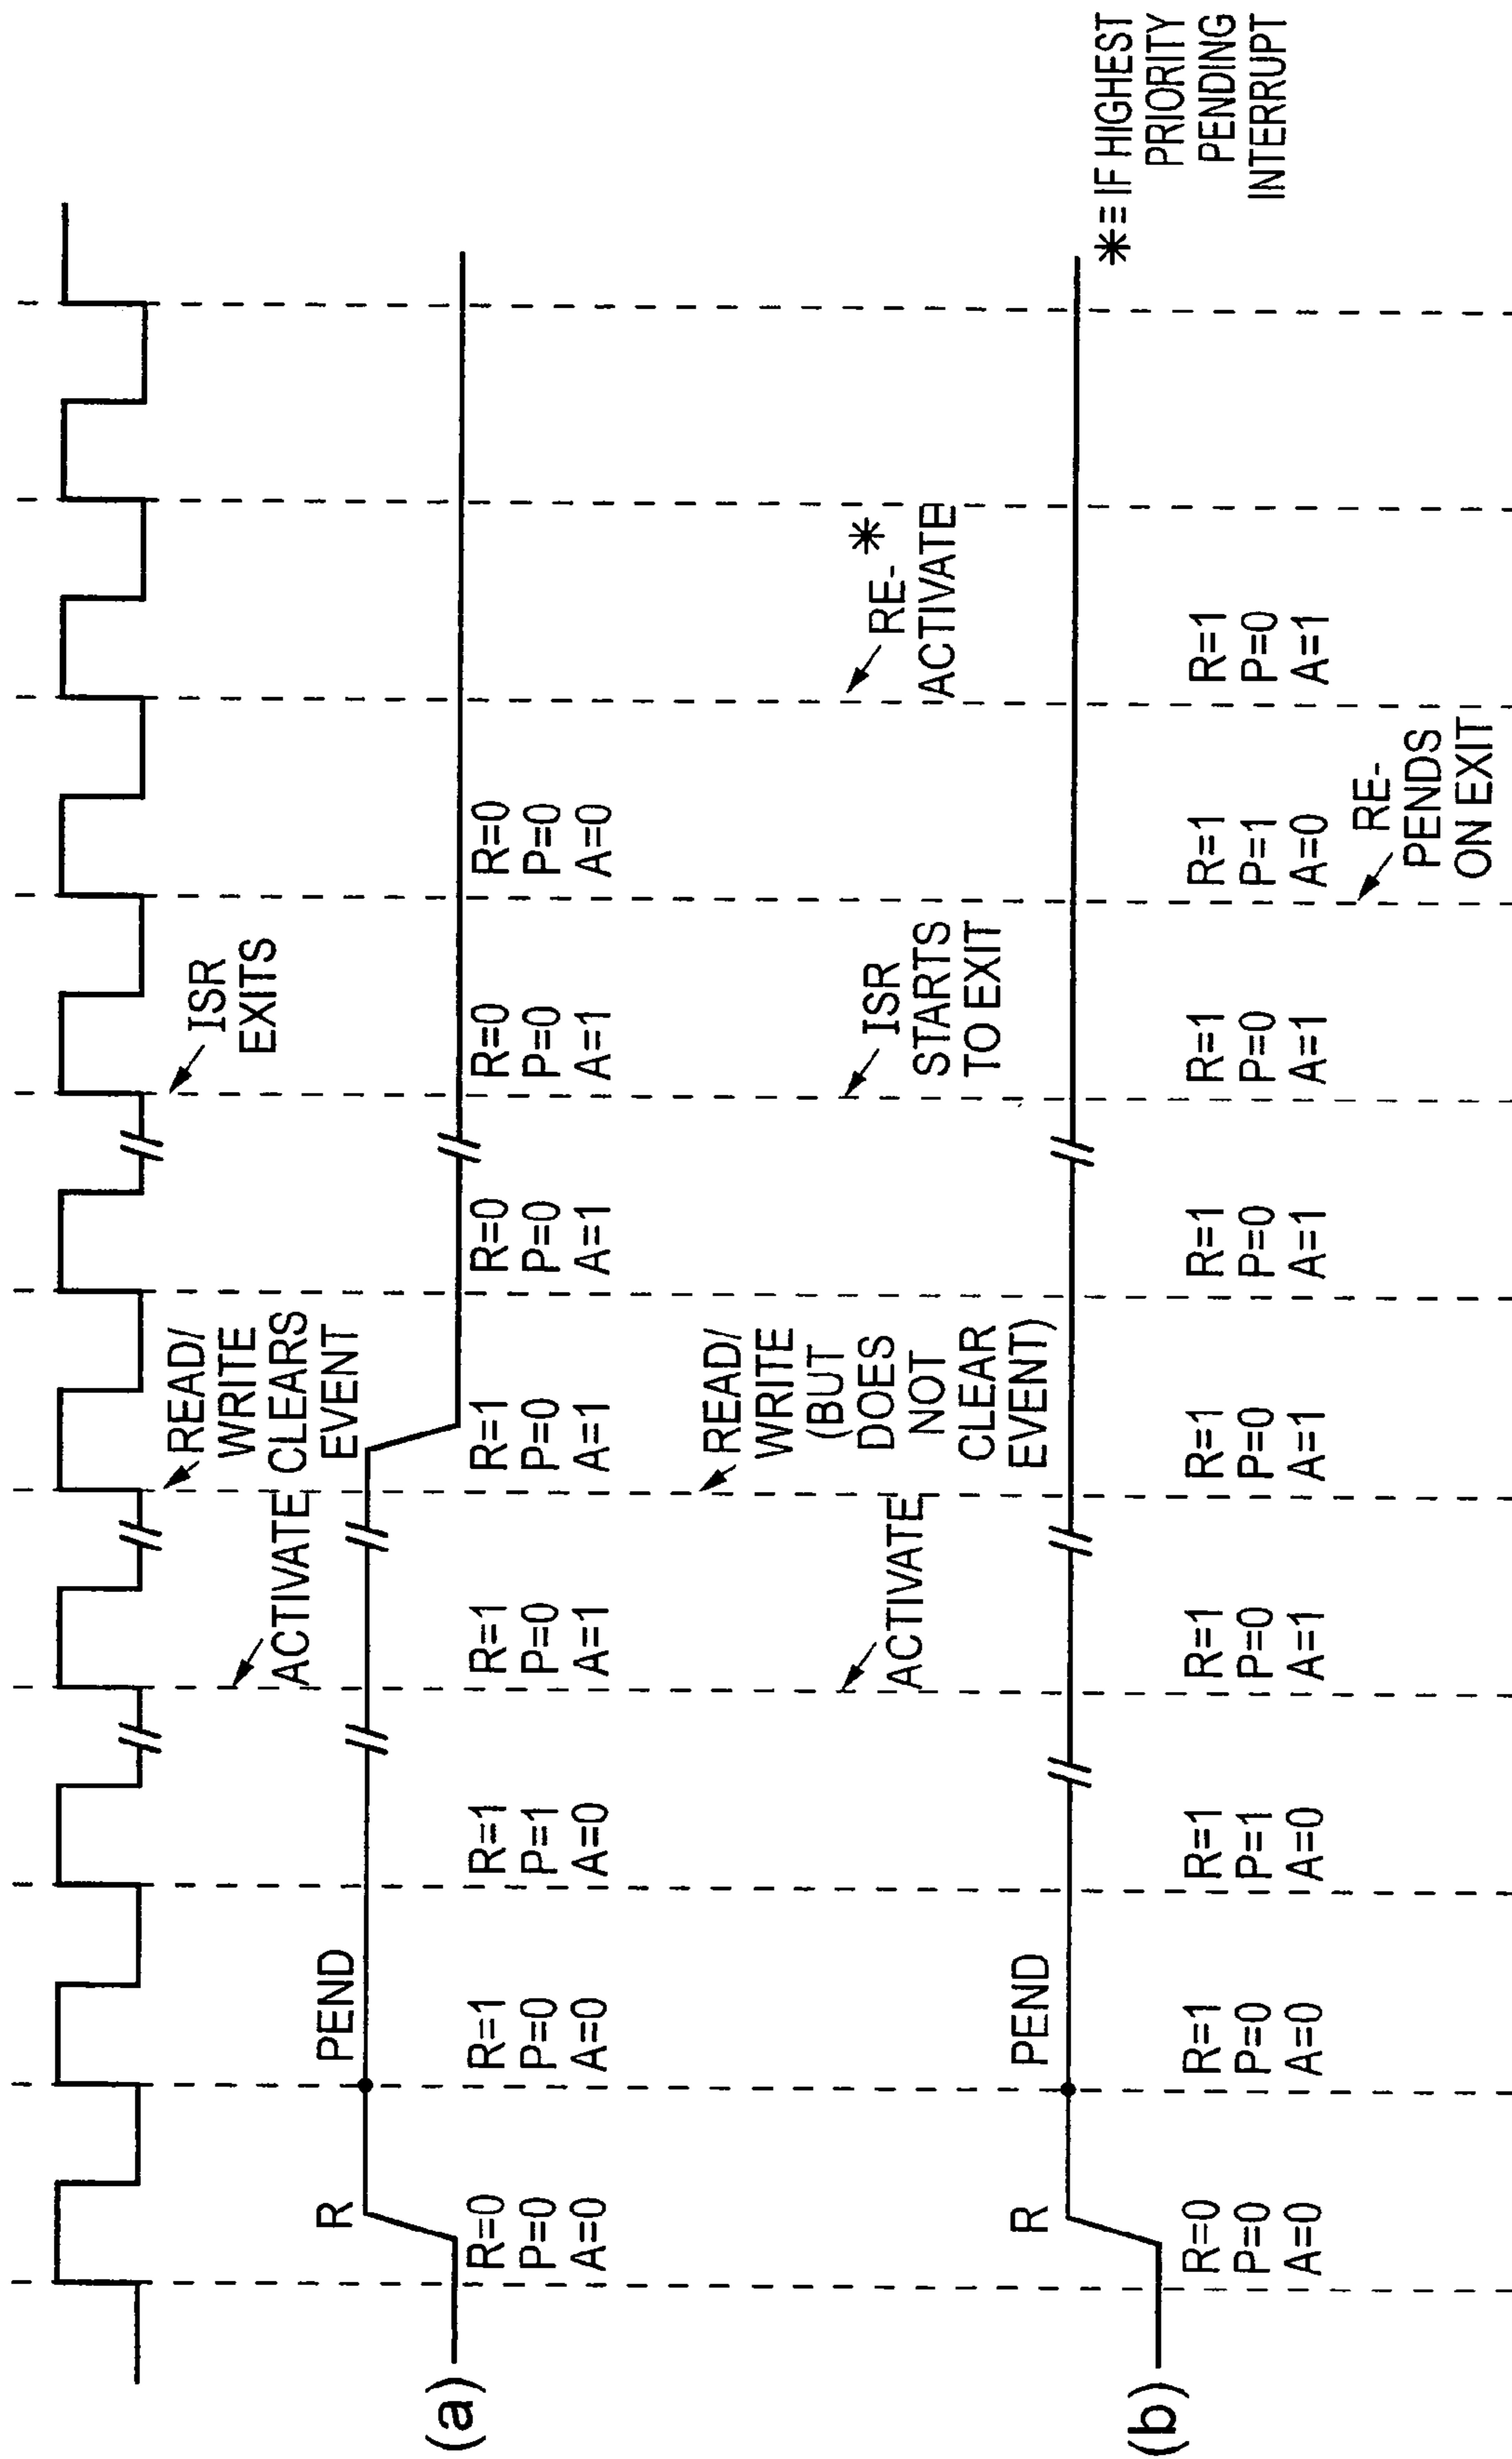 READ/
WRITE
CLEARS
EVENT
ACTIVATE
ISR
EXITS
(a)
R
PEND
R=0
P=0
A=0
R=1
P=0
A=0
R=1
P=1
A=0
R=1
P=0
A=1
R=1
P=0
A=1
R=0
P=0
A=1
R=0
P=0
A=1
R=0
P=0
A=0
ACTIVATE
READ/
WRITE
(BUT
DOES
NOT
CLEAR
EVENT)
ISR
STARTS
TO EXIT
RE-*
ACTIVATE
(b)
R
PEND
R=0
P=0
A=0
R=1
P=0
A=0
R=1
P=1
A=0
R=1
P=0
A=1
R=1
P=0
A=1
R=1
P=0
A=1
R=1
P=0
A=1
R=1
P=1
A=0
R=1
P=0
A=1
RE-
PENDS
ON EXIT
*= IF HIGHEST
PRIORITY
PENDING
INTERRUPT